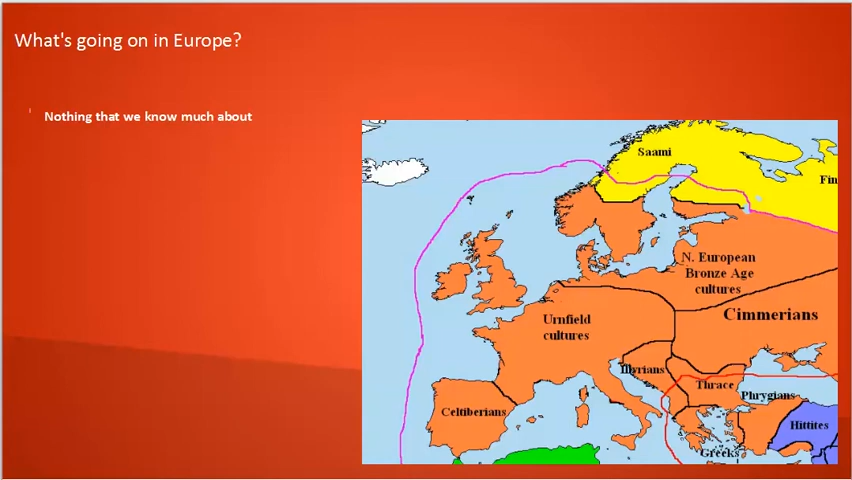 What's going on in Europe?
Nothing that we know much about
Saami
Fin
N. European
Bronze Age
cultures
Cimmerians
Urnfield
cultures
Illyrians
Thrace
Phrygians
Celtiberians
Hittites
Greeks